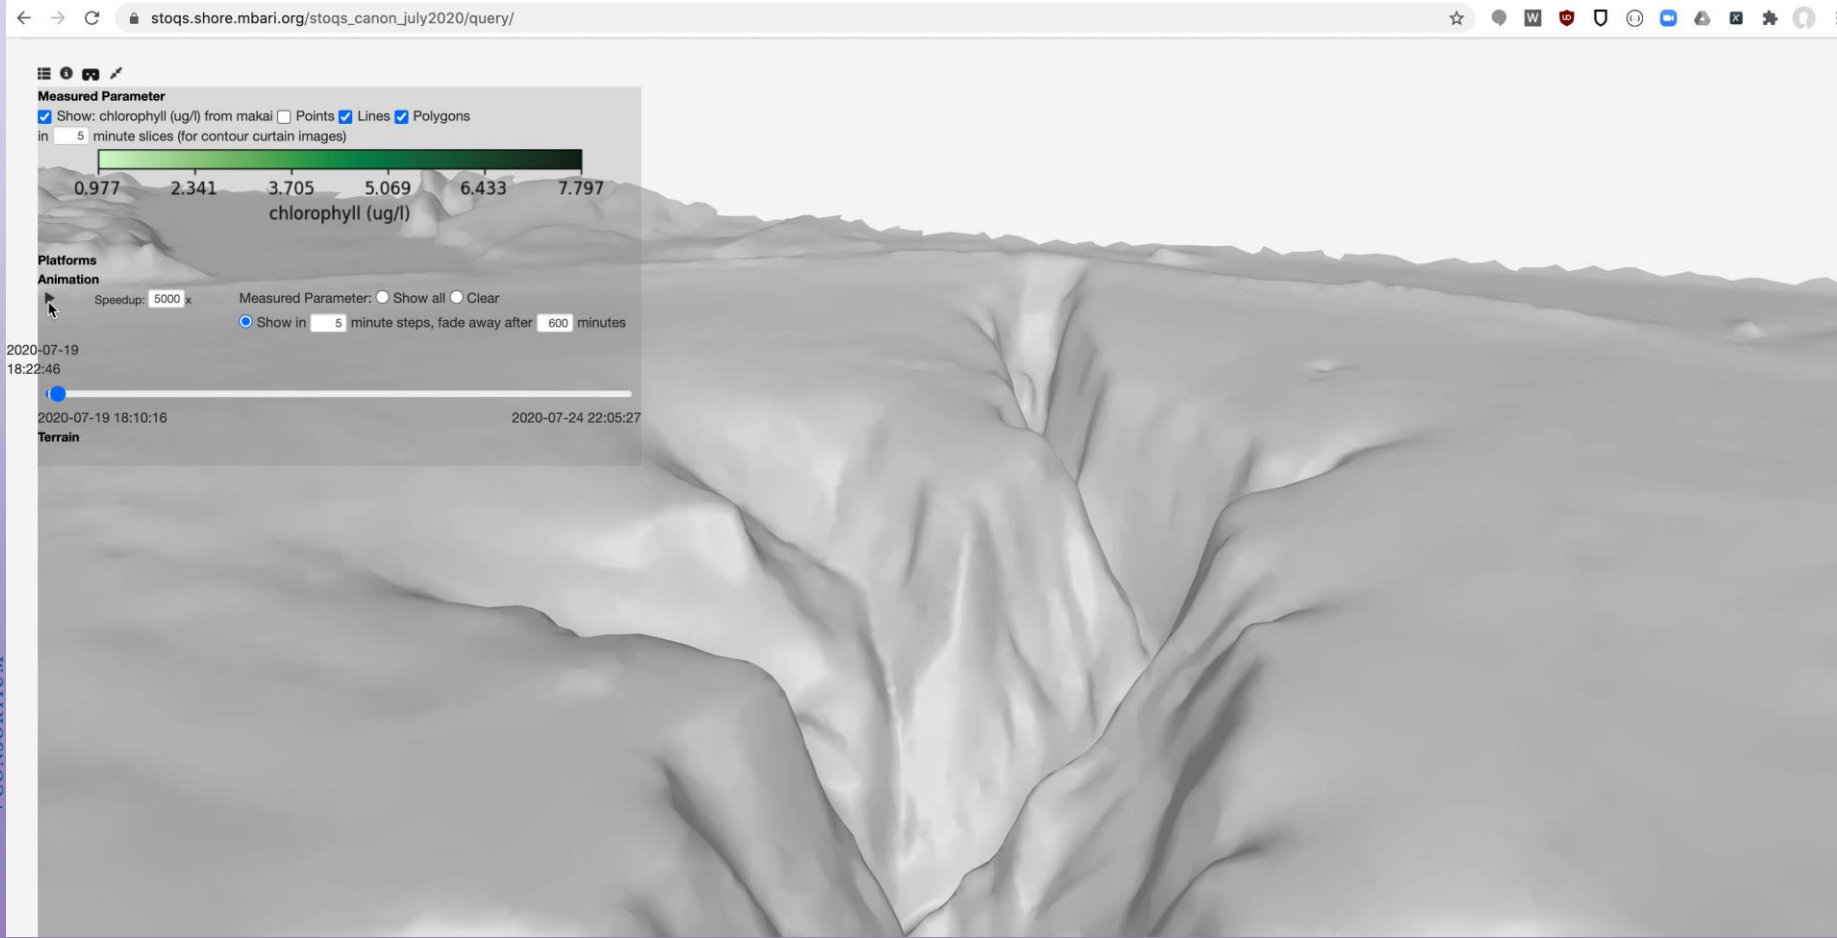 stoqs.shore.mbari.org/stoqs_canon_july2020/query/
Measured Parameter
Show: chlorophyll (ug/l) from makai Points Lines Polygons
in 5 minute slices (for contour curtain images)
0.977 2.341 3.705 5.069 6.433 7.797
chlorophyll (ug/l)
Platforms
Animation
Speedup: 5000 x Measured Parameter: Show all Clear
Show in 5 minute steps, fade away after 600 minutes
2020-07-19
18:22:46
2020-07-19 18:10:16 2020-07-24 22:05:27
Terrain